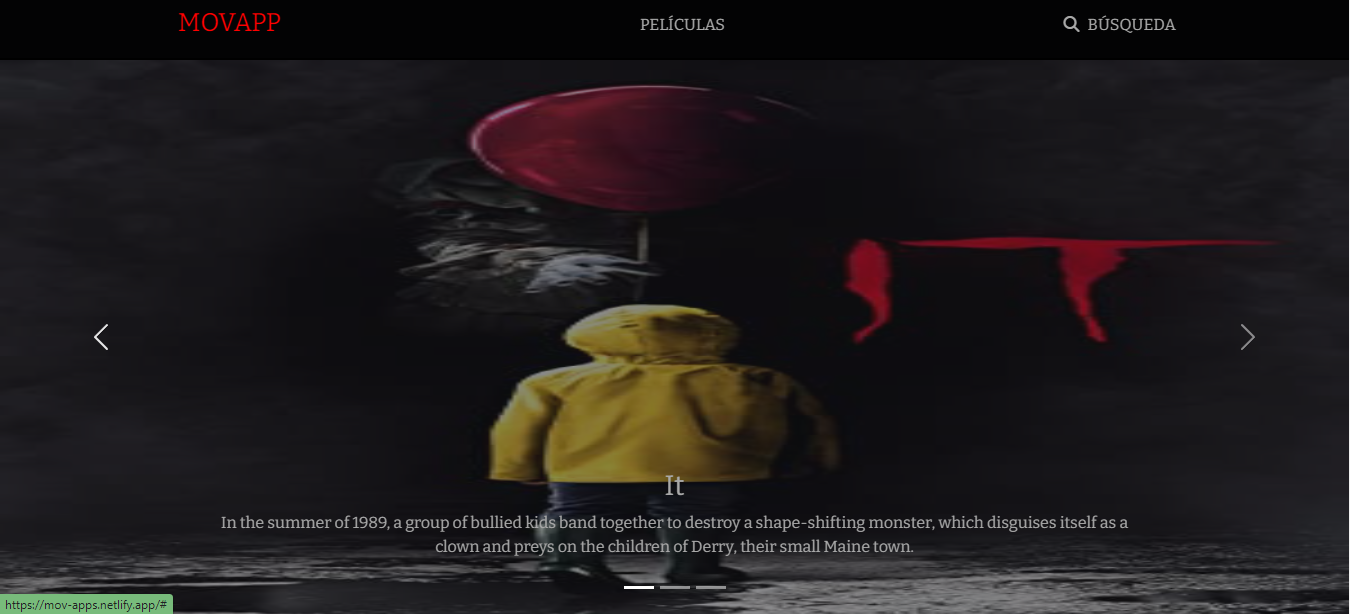 MOVAPP
PELÍCULAS
BÚSQUEDA
IT
It
In the summer of 1989, a group of bullied kids band together to destroy a shape-shifting monster, which disguises itself as a
clown and preys on the children of Derry, their small Maine town.
https://mov-apps.netlify.app/#